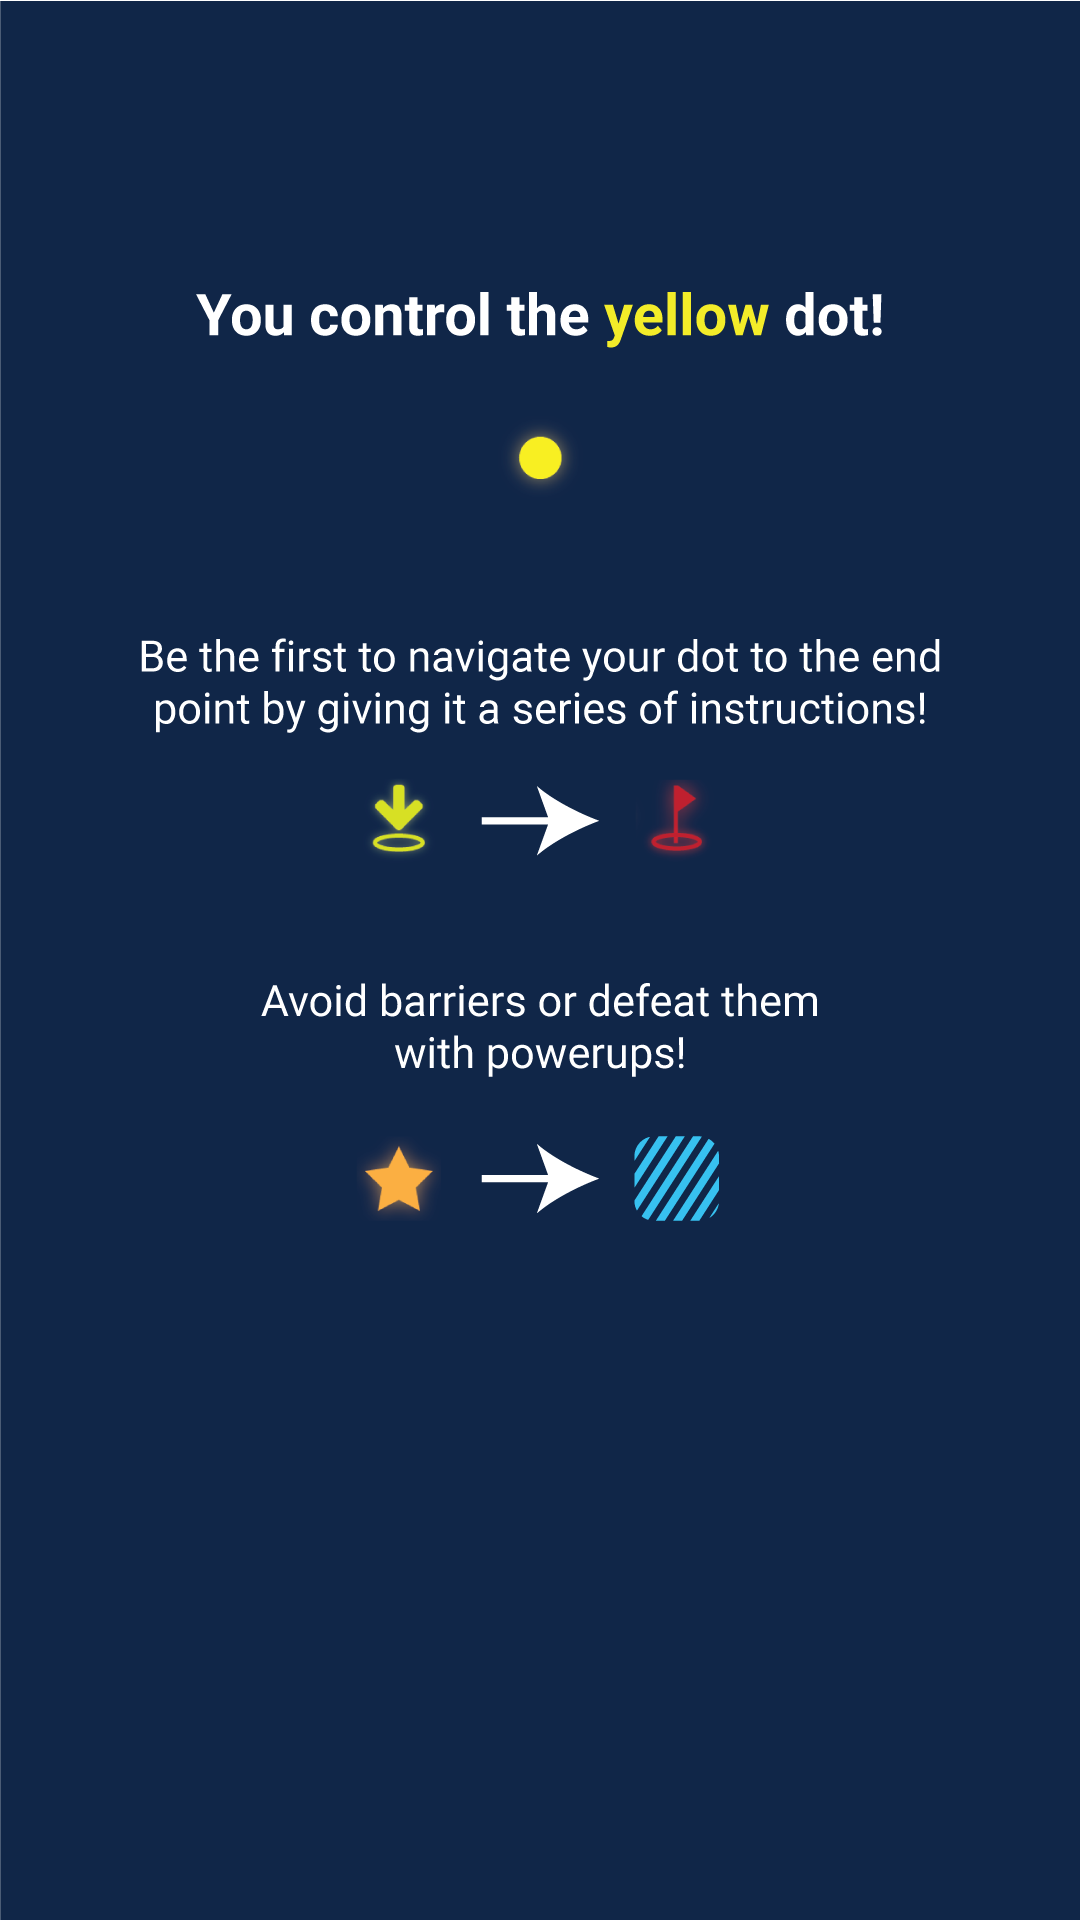 You control the yellow dot!
Be the first to navigate your dot to the end
point by giving it a series of instructions!
Avoid barriers or defeat them
with powerups!